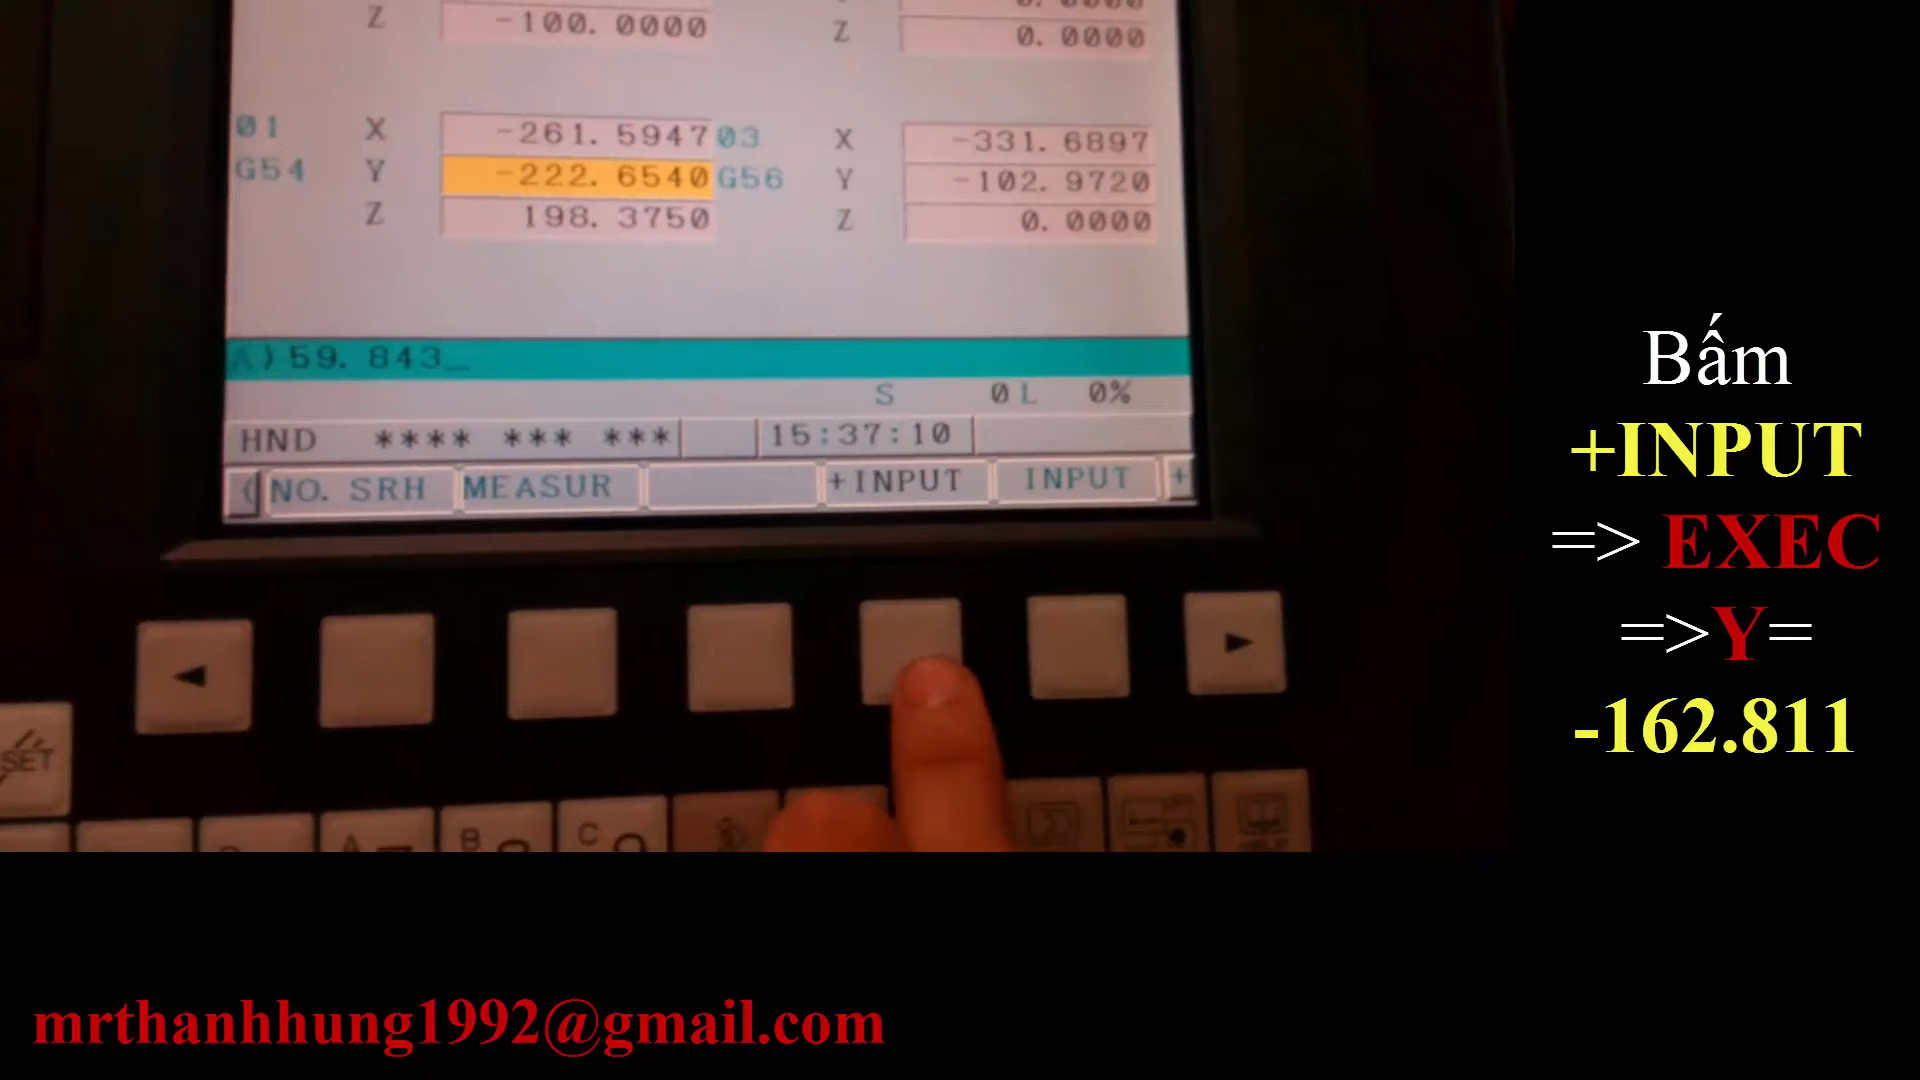 Z -100. 0000 Z 0. 0000
01 X -261. 5947 03 X -331. 6897
G54 Y -222. 6540 G56 Y -102. 9720
Z 198. 3750 Z 0. 0000
A)59. 843_
S 0 L 0%
HND **** *** *** 15:37:10
(NO. SRH MEASUR +INPUT INPUT +
SET
A B C
Bấm
+INPUT
=> EXEC
=>Y=
-162.811
mrthanhhung1992@gmail.com